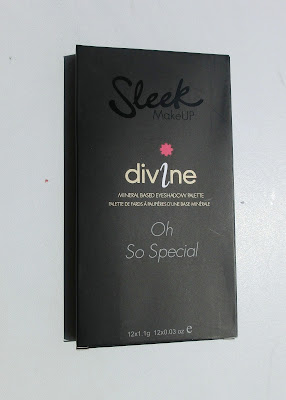 Sleek
MakeUP
divine
MINERAL BASED EYESHADOW PALETTE
PALETTE DE FARDS À PAUPIÈRES D'UNE BASE MINÉRALE
Oh
So Special
12x1.1g 12x0.03 oz e